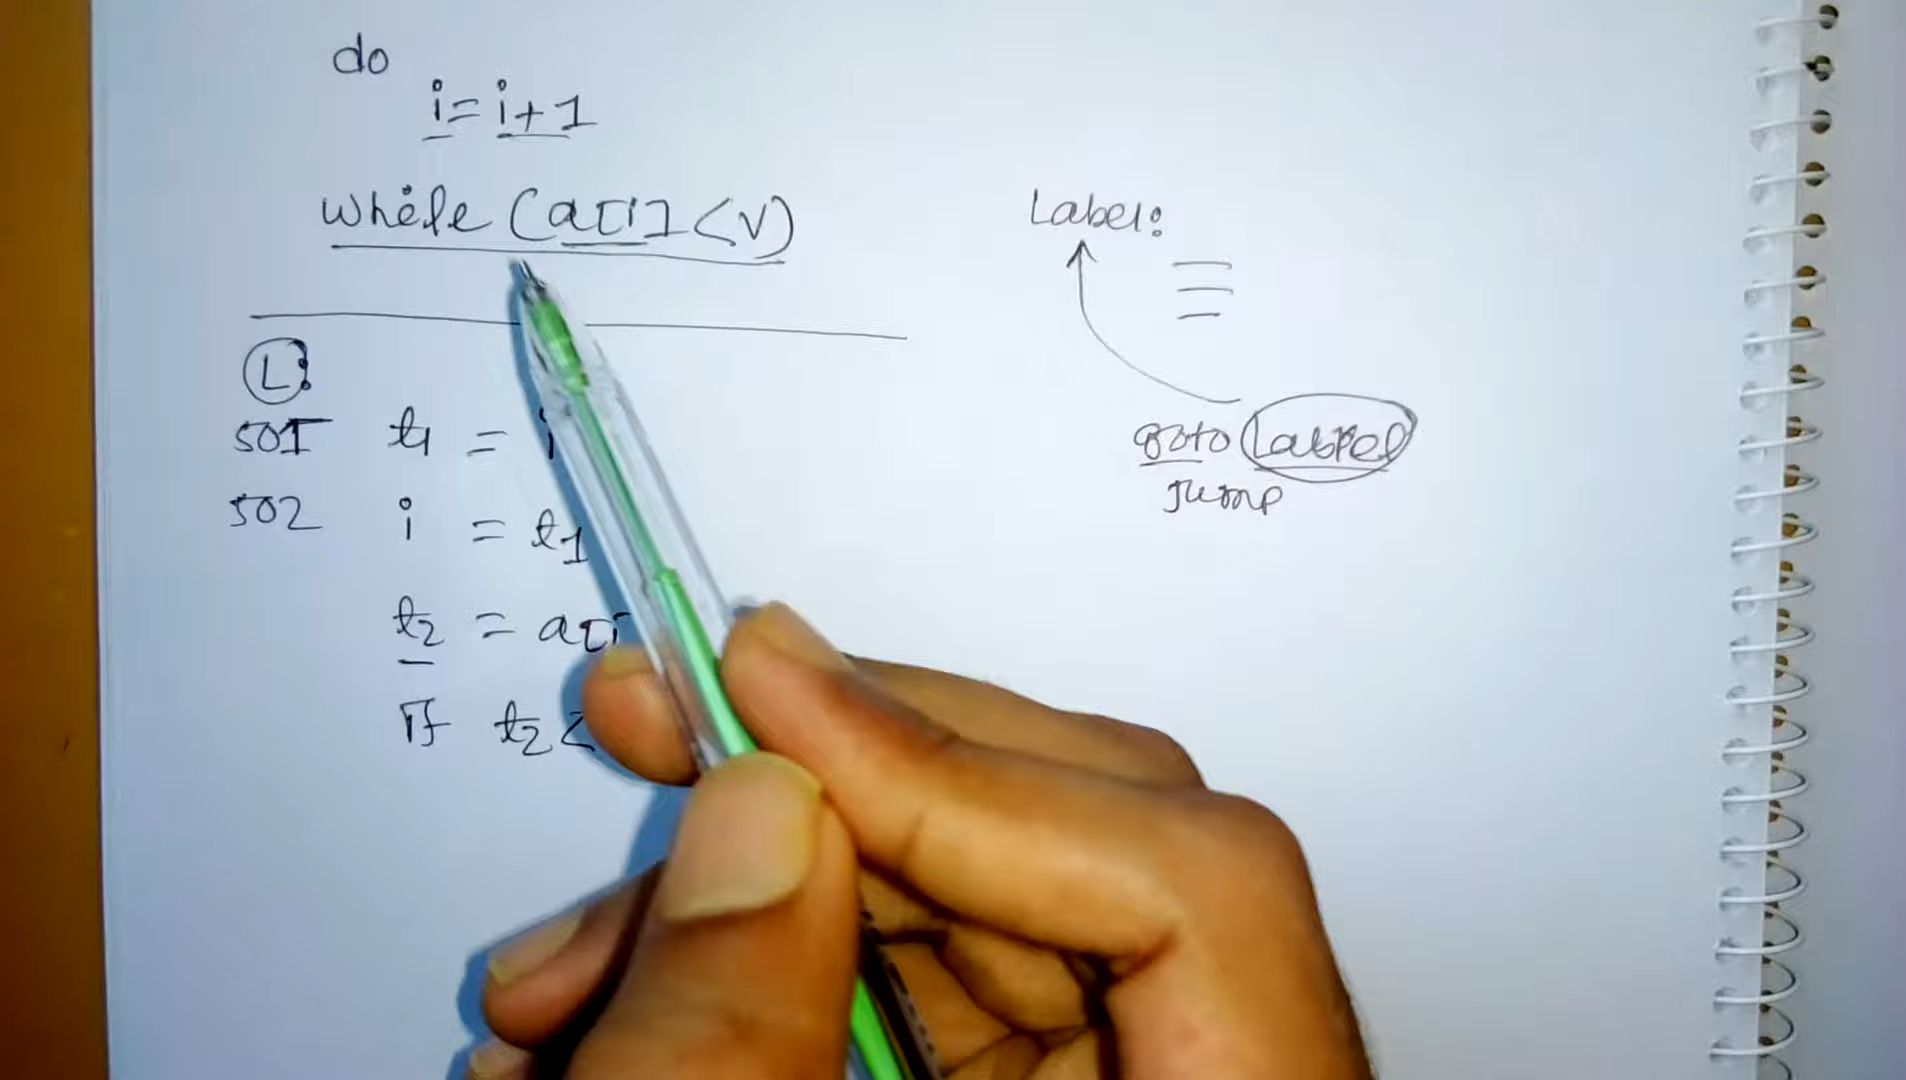 do
i = i + 1
while (a[i] < v)
L:
501 t1 = i
502 i = t1
t2 = a[i
If t2 <
Label:
goto Label
Jump